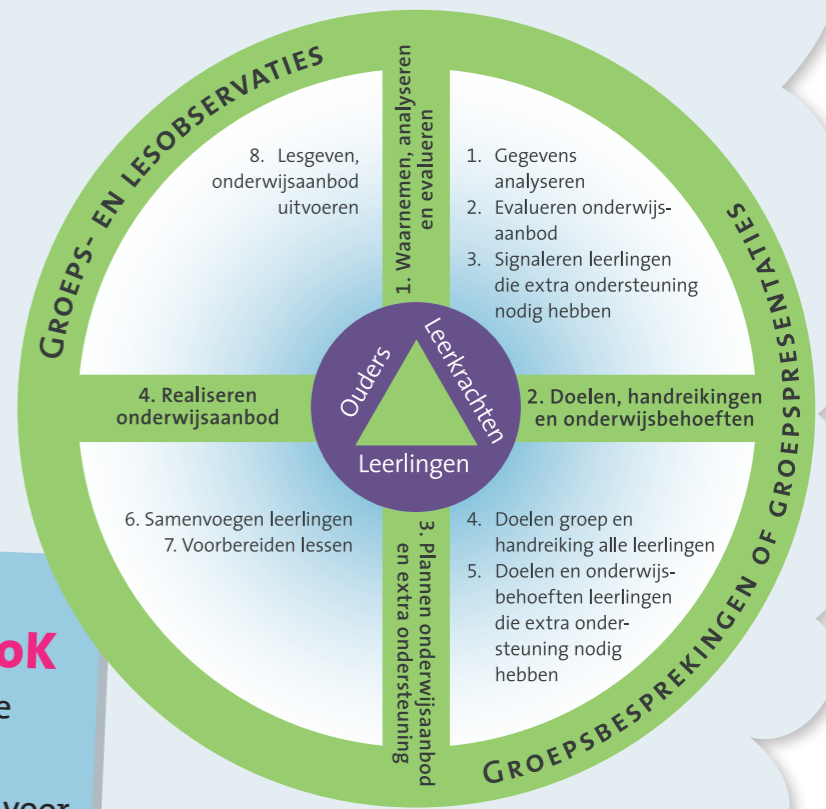 GROEPS- EN LESOBSERVATIES
1. Waarnemen, analyseren
en evalueren
8. Lesgeven,
onderwijsaanbod
uitvoeren
1. Gegevens
analyseren
2. Evalueren onderwijs-
aanbod
3. Signaleren leerlingen
die extra ondersteuning
nodig hebben
GROEPSBESPREKINGEN OF GROEPSPRESENTATIES
4. Realiseren
onderwijsaanbod
Ouders
Leerkrachten
Leerlingen
2. Doelen, handreikingen
en onderwijsbehoeften
6. Samenvoegen leerlingen
7. Voorbereiden lessen
3. Plannen onderwijsaanbod
en extra ondersteuning
4. Doelen groep en
handreiking alle leerlingen
5. Doelen en onderwijs-
behoeften leerlingen
die extra onder-
steuning nodig
hebben
oK
e
voor